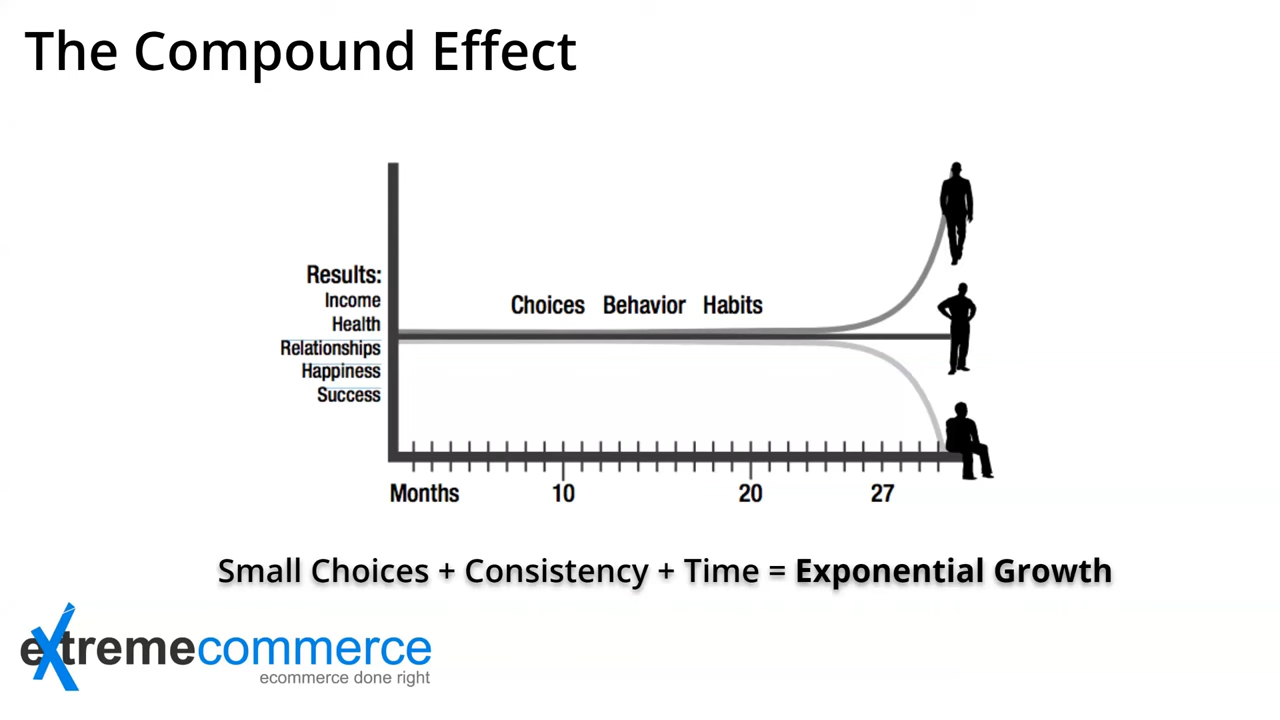 The Compound Effect
Results:
Income
Health
Relationships
Happiness
Success
Choices Behavior Habits
Months 10 20 27
Small Choices + Consistency + Time = Exponential Growth
extremecommerce
ecommerce done right